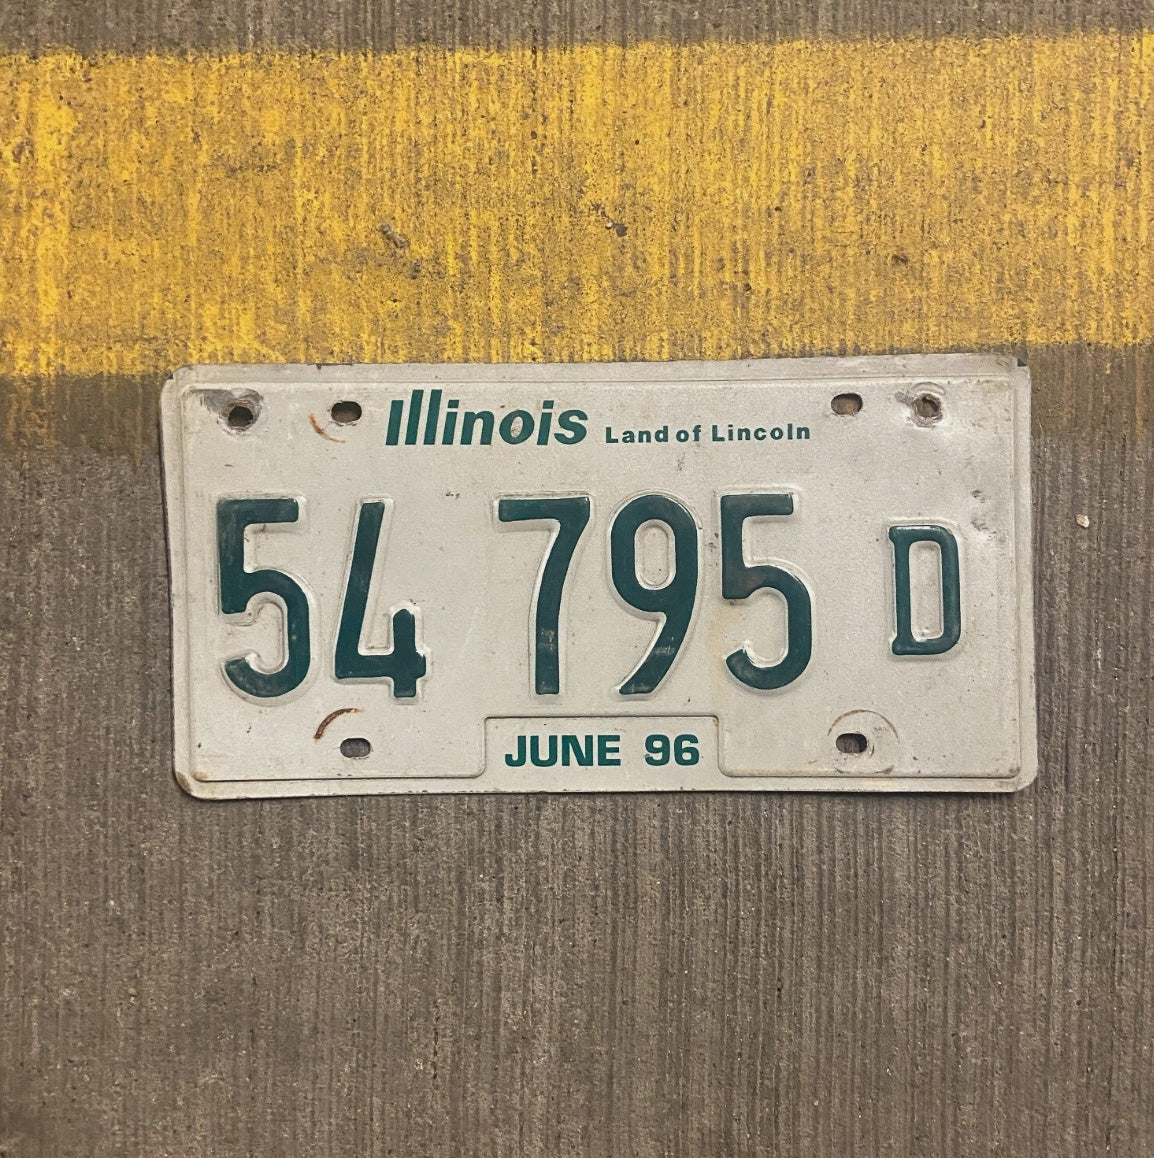 Illinois Land of Lincoln
54 795 D
JUNE 96